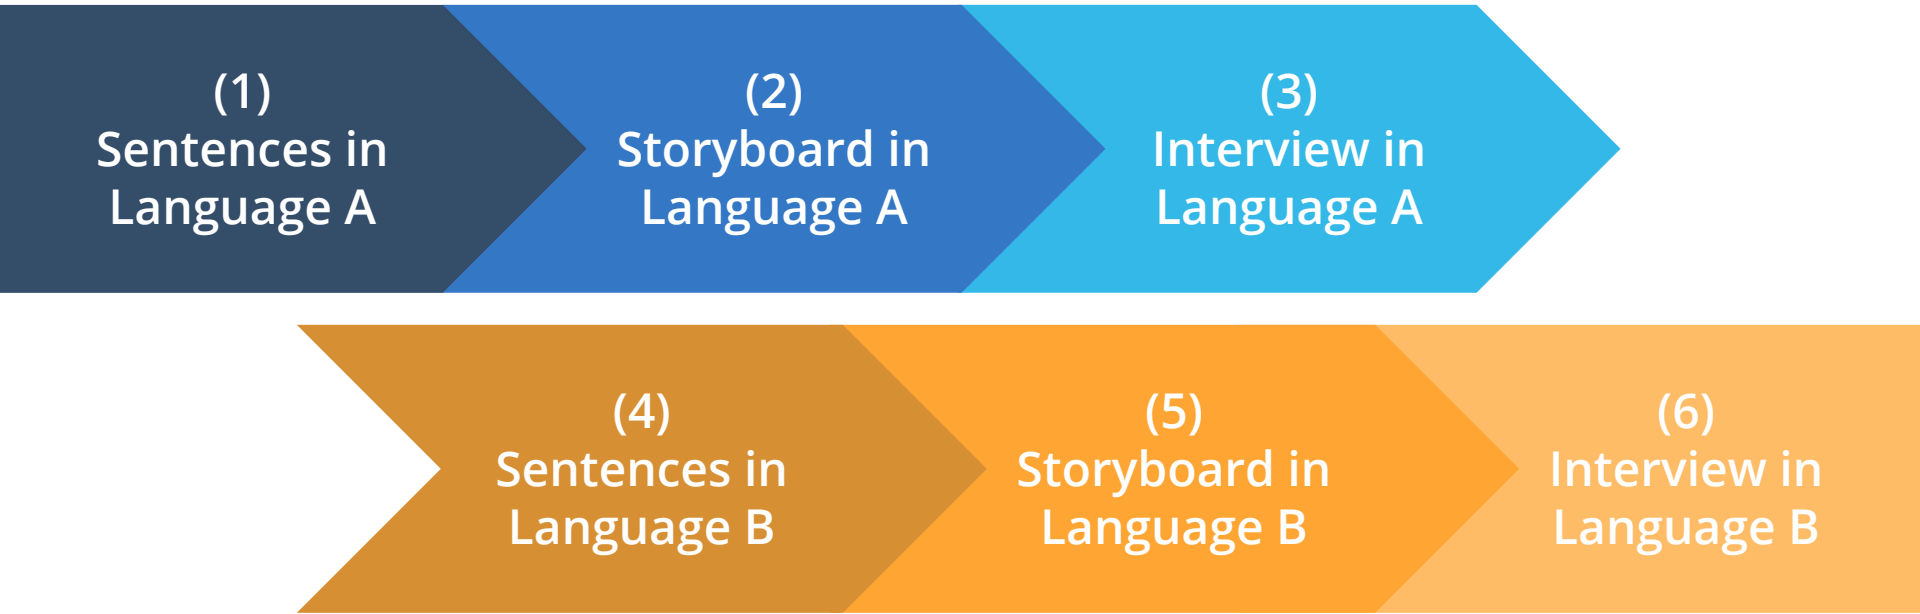 (1)
Sentences in
Language A
(2)
Storyboard in
Language A
(3)
Interview in
Language A
(4)
Sentences in
Language B
(5)
Storyboard in
Language B
(6)
Interview in
Language B